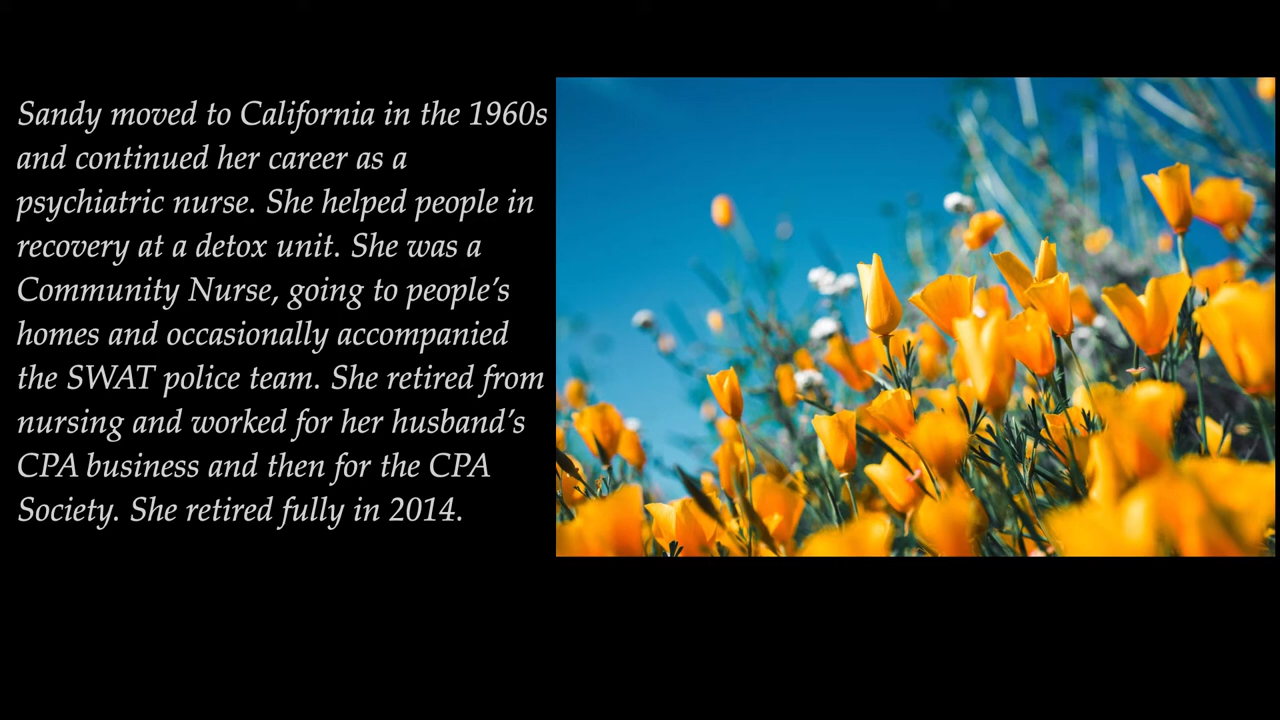 Sandy moved to California in the 1960s
and continued her career as a
psychiatric nurse. She helped people in
recovery at a detox unit. She was a
Community Nurse, going to people’s
homes and occasionally accompanied
the SWAT police team. She retired from
nursing and worked for her husband’s
CPA business and then for the CPA
Society. She retired fully in 2014.